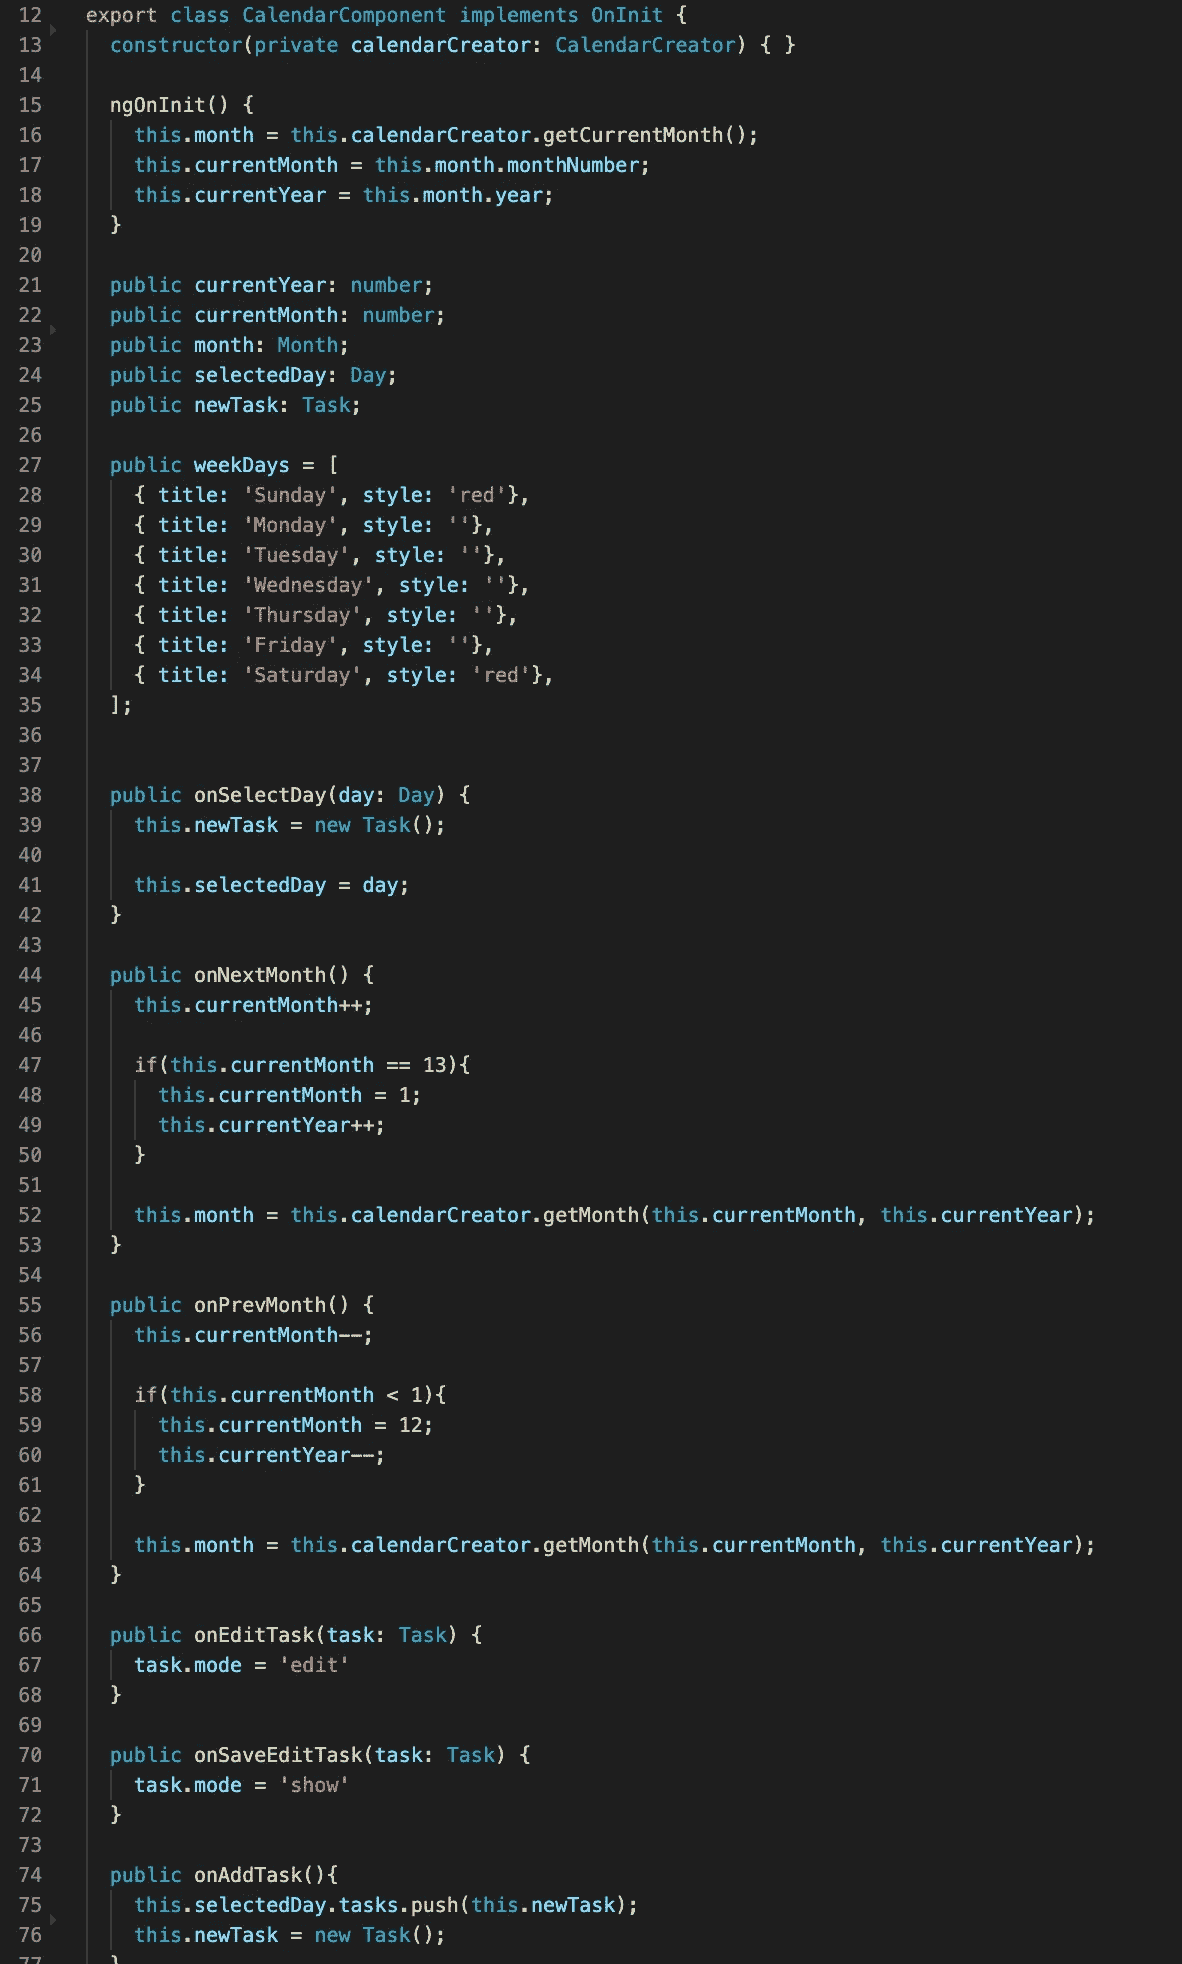 12 export class CalendarComponent implements OnInit {
13 constructor(private calendarCreator: CalendarCreator) { }
14
15 ngOnInit() {
16 this.month = this.calendarCreator.getCurrentMonth();
17 this.currentMonth = this.month.monthNumber;
18 this.currentYear = this.month.year;
19 }
20
21 public currentYear: number;
22 public currentMonth: number;
23 public month: Month;
24 public selectedDay: Day;
25 public newTask: Task;
26
27 public weekDays = [
28 { title: 'Sunday', style: 'red'},
29 { title: 'Monday', style: ''},
30 { title: 'Tuesday', style: ''},
31 { title: 'Wednesday', style: ''},
32 { title: 'Thursday', style: ''},
33 { title: 'Friday', style: ''},
34 { title: 'Saturday', style: 'red'},
35 ];
36
37
38 public onSelectDay(day: Day) {
39 this.newTask = new Task();
40
41 this.selectedDay = day;
42 }
43
44 public onNextMonth() {
45 this.currentMonth++;
46
47 if(this.currentMonth == 13){
48 this.currentMonth = 1;
49 this.currentYear++;
50 }
51
52 this.month = this.calendarCreator.getMonth(this.currentMonth, this.currentYear);
53 }
54
55 public onPrevMonth() {
56 this.currentMonth--;
57
58 if(this.currentMonth < 1){
59 this.currentMonth = 12;
60 this.currentYear--;
61 }
62
63 this.month = this.calendarCreator.getMonth(this.currentMonth, this.currentYear);
64 }
65
66 public onEditTask(task: Task) {
67 task.mode = 'edit'
68 }
69
70 public onSaveEditTask(task: Task) {
71 task.mode = 'show'
72 }
73
74 public onAddTask(){
75 this.selectedDay.tasks.push(this.newTask);
76 this.newTask = new Task();
77 }